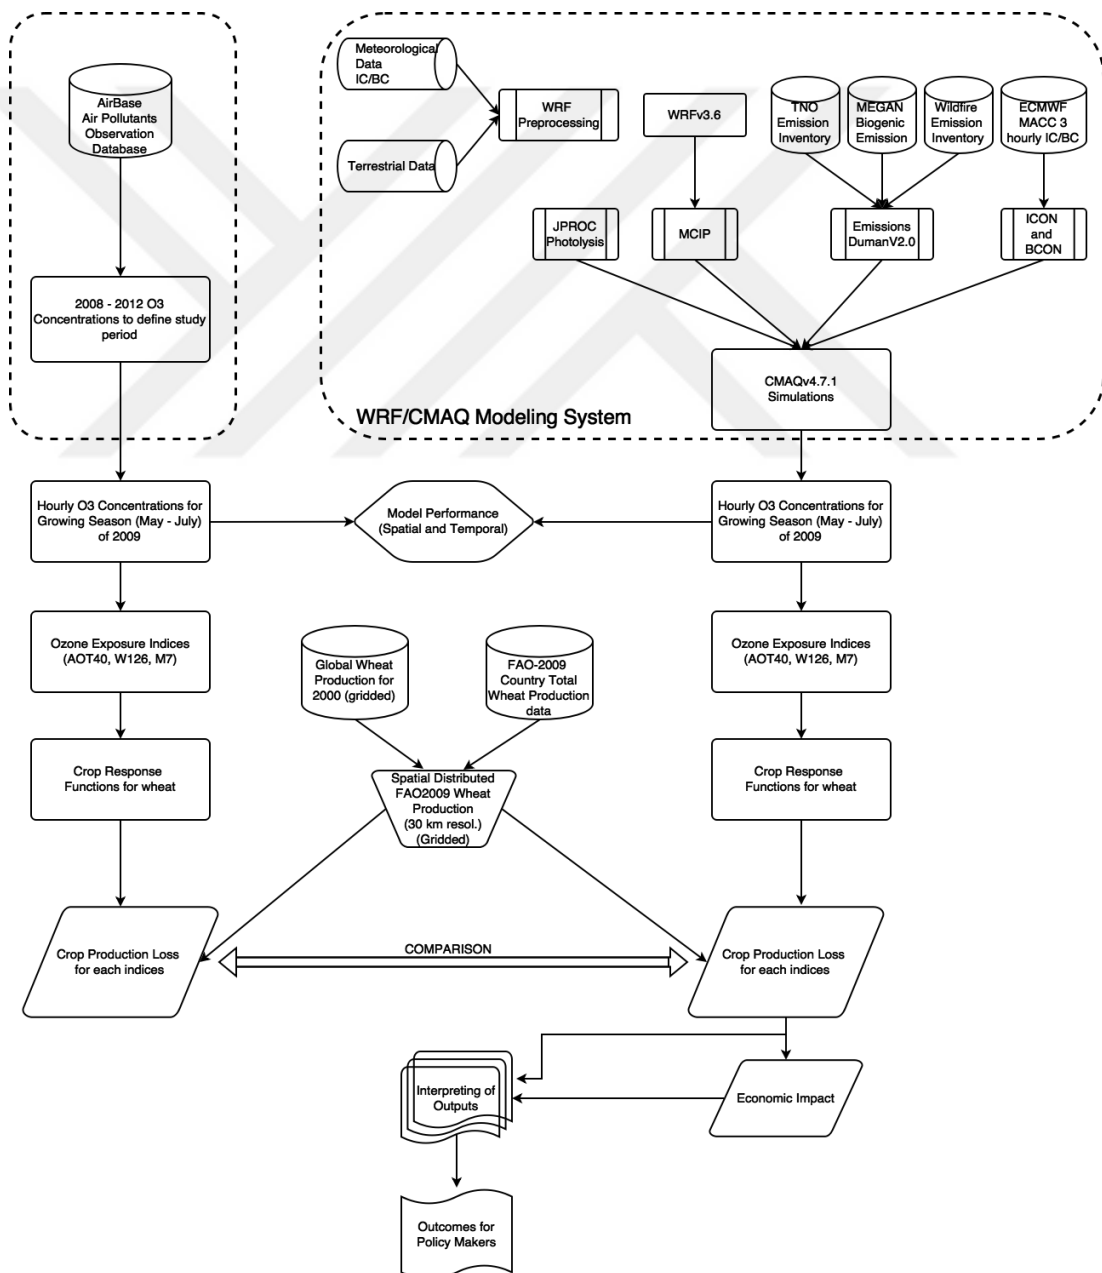 AirBase
Air Pollutants
Observation
Database
2008 - 2012 O3
Concentrations to define study
period
Meteorological
Data
IC/BC
Terrestrial Data
WRF
Preprocessing
WRFv3.6
TNO
Emission
Inventory
MEGAN
Biogenic
Emission
Wildfire
Emission
Inventory
ECMWF
MACC 3
hourly IC/BC
JPROC
Photolysis
MCIP
Emissions
DumanV2.0
ICON
and
BCON
CMAQv4.7.1
Simulations
WRF/CMAQ Modeling System
Hourly O3 Concentrations for
Growing Season (May - July)
of 2009
Model Performance
(Spatial and Temporal)
Hourly O3 Concentrations for
Growing Season (May - July)
of 2009
Ozone Exposure Indices
(AOT40, W126, M7)
Global Wheat
Production for
2000 (gridded)
FAO-2009
Country Total
Wheat Production
data
Ozone Exposure Indices
(AOT40, W126, M7)
Crop Response
Functions for wheat
Spatial Distributed
FAO2009 Wheat
Production
(30 km resol.)
(Gridded)
Crop Response
Functions for wheat
Crop Production Loss
for each indices
COMPARISON
Crop Production Loss
for each indices
Interpreting of
Outputs
Economic Impact
Outcomes for
Policy Makers